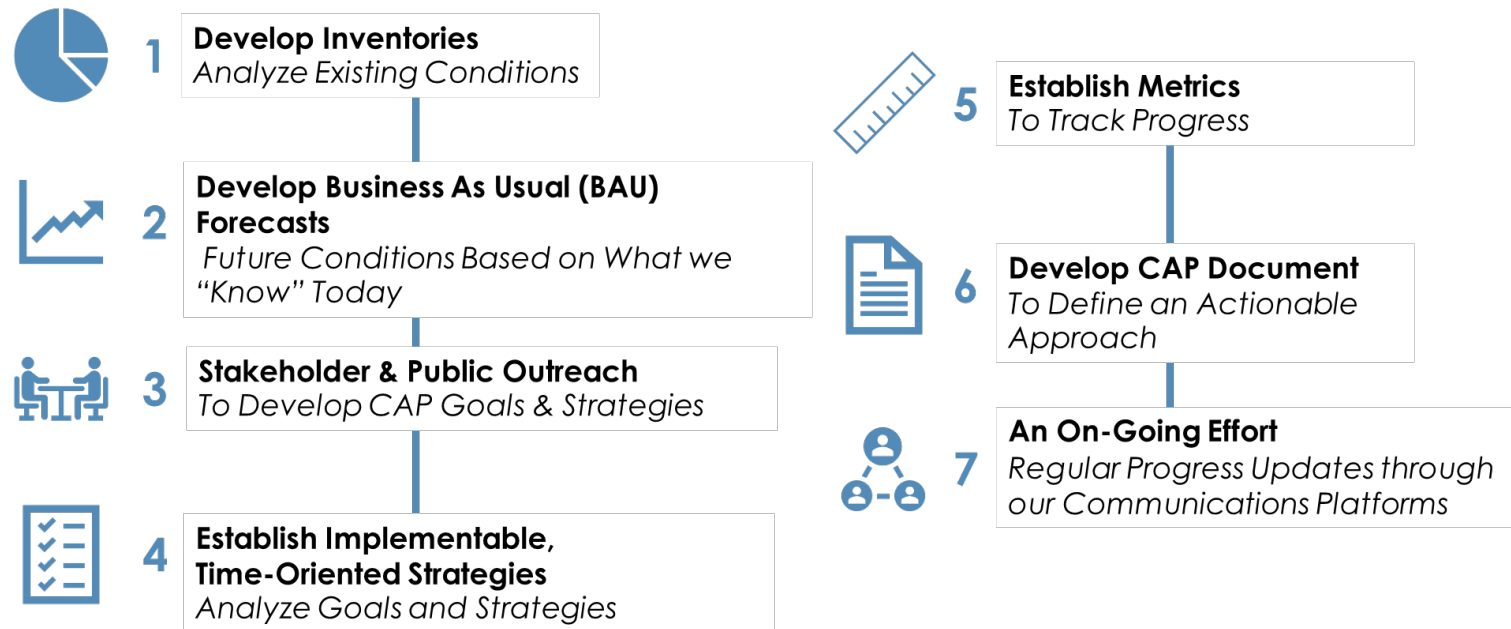 1
Develop Inventories
Analyze Existing Conditions
2
Develop Business As Usual (BAU)
Forecasts
Future Conditions Based on What we
“Know” Today
3
Stakeholder & Public Outreach
To Develop CAP Goals & Strategies
4
Establish Implementable,
Time-Oriented Strategies
Analyze Goals and Strategies
5
Establish Metrics
To Track Progress
6
Develop CAP Document
To Define an Actionable
Approach
7
An On-Going Effort
Regular Progress Updates through
our Communications Platforms